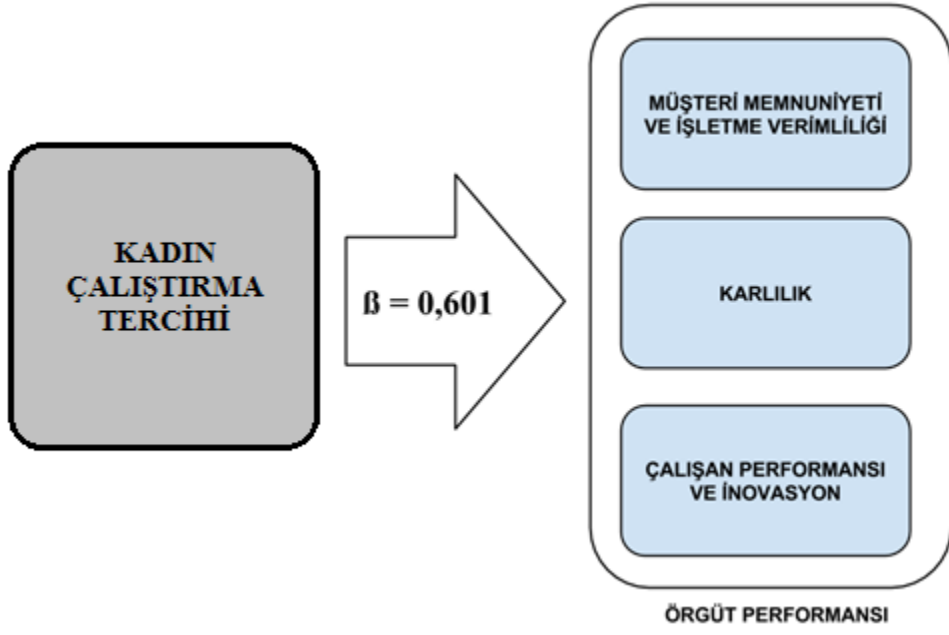 KADIN
ÇALIŞTIRMA
TERCİHİ
ß = 0,601
MÜŞTERİ MEMNUNİYETİ
VE İŞLETME VERİMLİLİĞİ
KARLILIK
ÇALIŞAN PERFORMANSI
VE İNOVASYON
ÖRGÜT PERFORMANSI